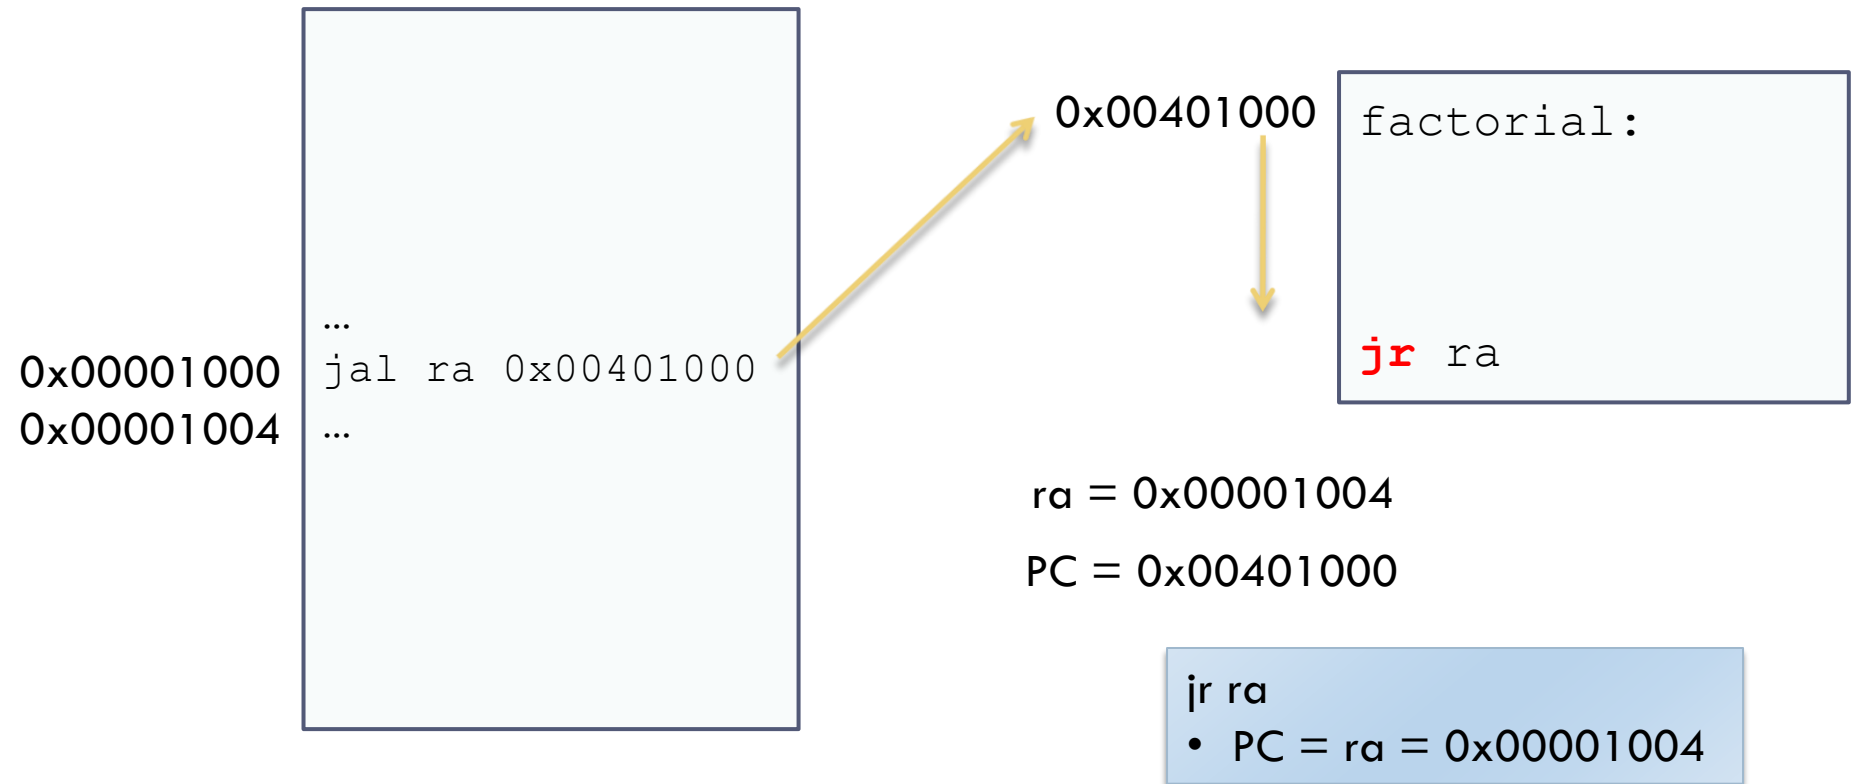 0x00401000
factorial:
…
0x00001000 jal ra 0x00401000
jr ra
0x00001004 …
ra = 0x00001004
PC = 0x00401000
jr ra
• PC = ra = 0x00001004